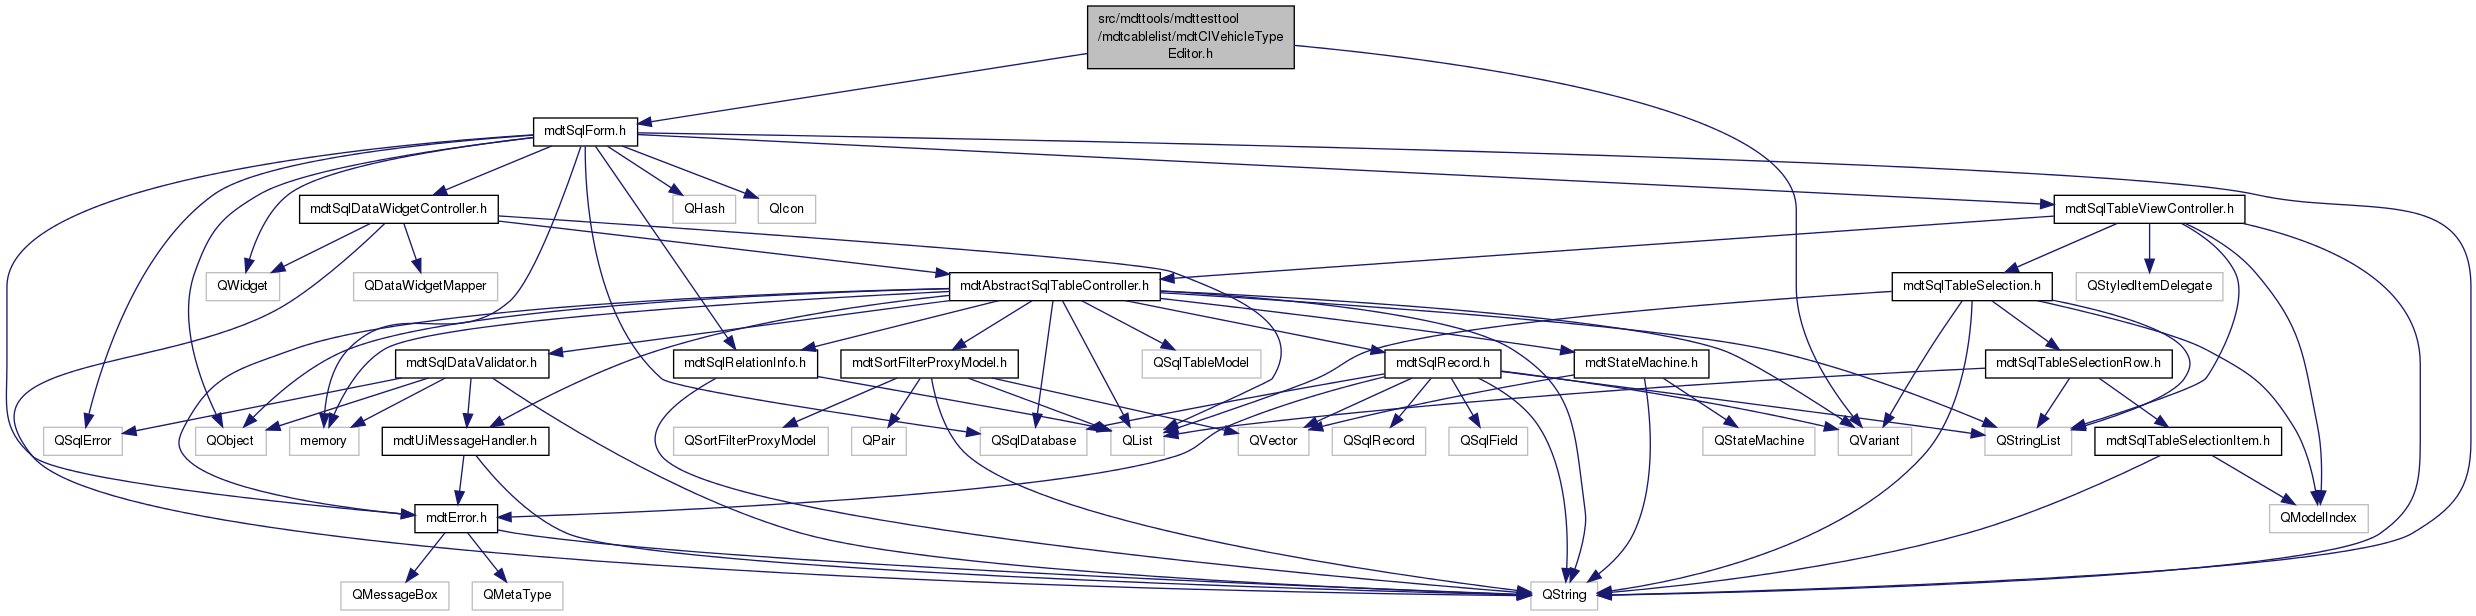 src/mdttools/mdttesttool
/mdtcablelist/mdtClVehicleType
Editor.h
mdtSqlForm.h
mdtSqlDataWidgetController.h
QHash
QIcon
mdtSqlTableViewController.h
QWidget
QDataWidgetMapper
mdtAbstractSqlTableController.h
mdtSqlTableSelection.h
QStyledItemDelegate
mdtSqlDataValidator.h
mdtSqlRelationInfo.h
mdtSortFilterProxyModel.h
QSqlTableModel
mdtSqlRecord.h
mdtStateMachine.h
mdtSqlTableSelectionRow.h
QSqlError
QObject
memory
mdtUiMessageHandler.h
QSortFilterProxyModel
QPair
QSqlDatabase
QList
QVector
QSqlRecord
QSqlField
QStateMachine
QVariant
QStringList
mdtSqlTableSelectionItem.h
mdtError.h
QModelIndex
QMessageBox
QMetaType
QString